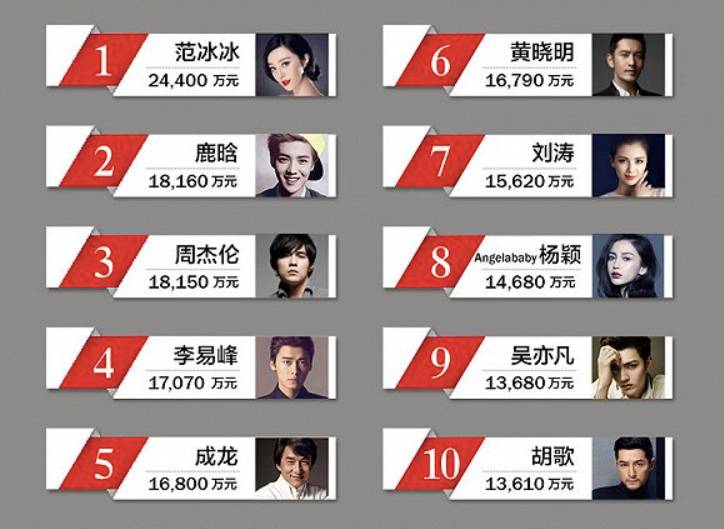 1
范冰冰
24,400 万元
2
鹿晗
18,160 万元
3
周杰伦
18,150 万元
4
李易峰
17,070 万元
5
成龙
16,800 万元
6
黄晓明
16,790 万元
7
刘涛
15,620 万元
8
Angelababy 杨颖
14,680 万元
9
吴亦凡
13,680 万元
10
胡歌
13,610 万元